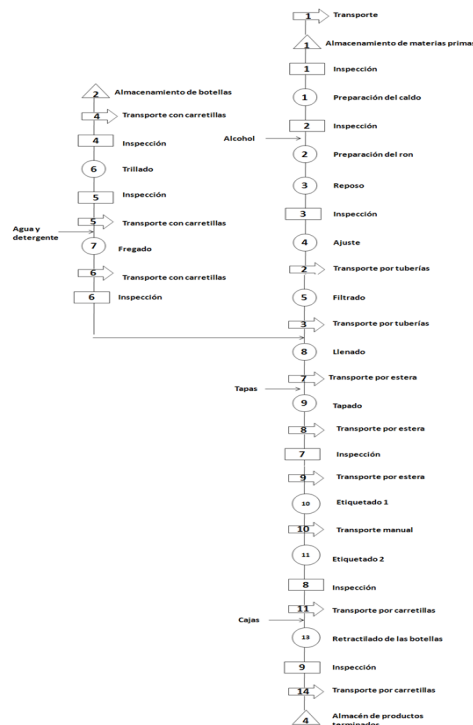 1 Transporte
1 Almacenamiento de materias primas
1 Inspección
1 Preparación del caldo
2 Inspección
Alcohol
2 Preparación del ron
3 Reposo
3 Inspección
4 Ajuste
2 Transporte por tuberías
5 Filtrado
3 Transporte por tuberías
2 Almacenamiento de botellas
4 Transporte con carretillas
4 Inspección
6 Trillado
5 Inspección
5 Transporte con carretillas
Agua y
detergente
7 Fregado
6 Transporte con carretillas
6 Inspección
8 Llenado
7 Transporte por estera
Tapas
9 Tapado
8 Transporte por estera
7 Inspección
9 Transporte por estera
10 Etiquetado 1
10 Transporte manual
11 Etiquetado 2
8 Inspección
11 Transporte por carretillas
Cajas
13 Retractilado de las botellas
9 Inspección
14 Transporte por carretillas
4 Almacén de productos
terminados